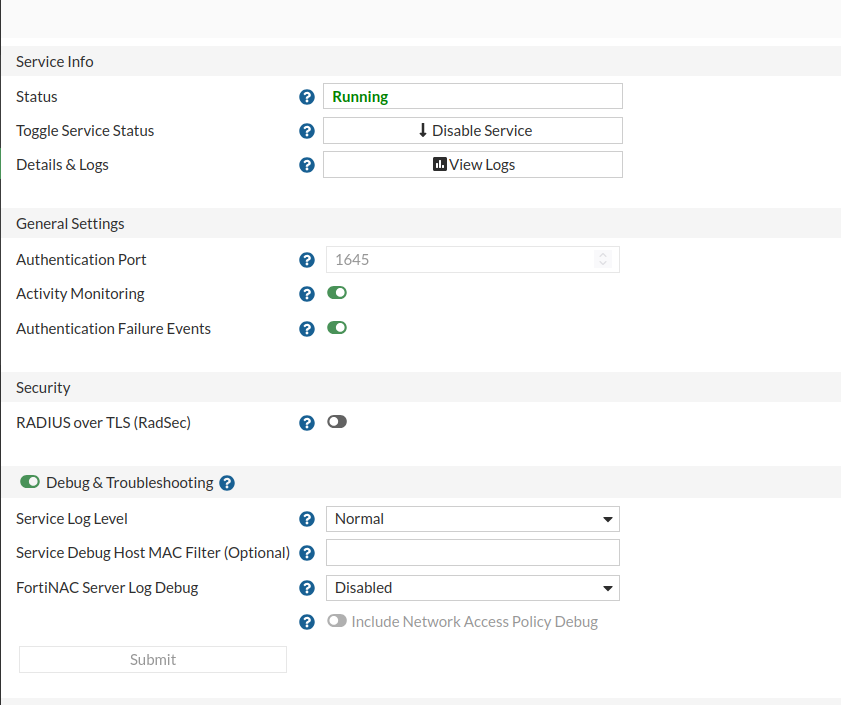 Service Info
Status ? Running
Toggle Service Status ? Disable Service
Details & Logs ? View Logs
General Settings
Authentication Port ? 1645
Activity Monitoring ?
Authentication Failure Events ?
Security
RADIUS over TLS (RadSec) ?
Debug & Troubleshooting ?
Service Log Level ? Normal
Service Debug Host MAC Filter (Optional) ?
FortiNAC Server Log Debug ? Disabled
? Include Network Access Policy Debug
Submit